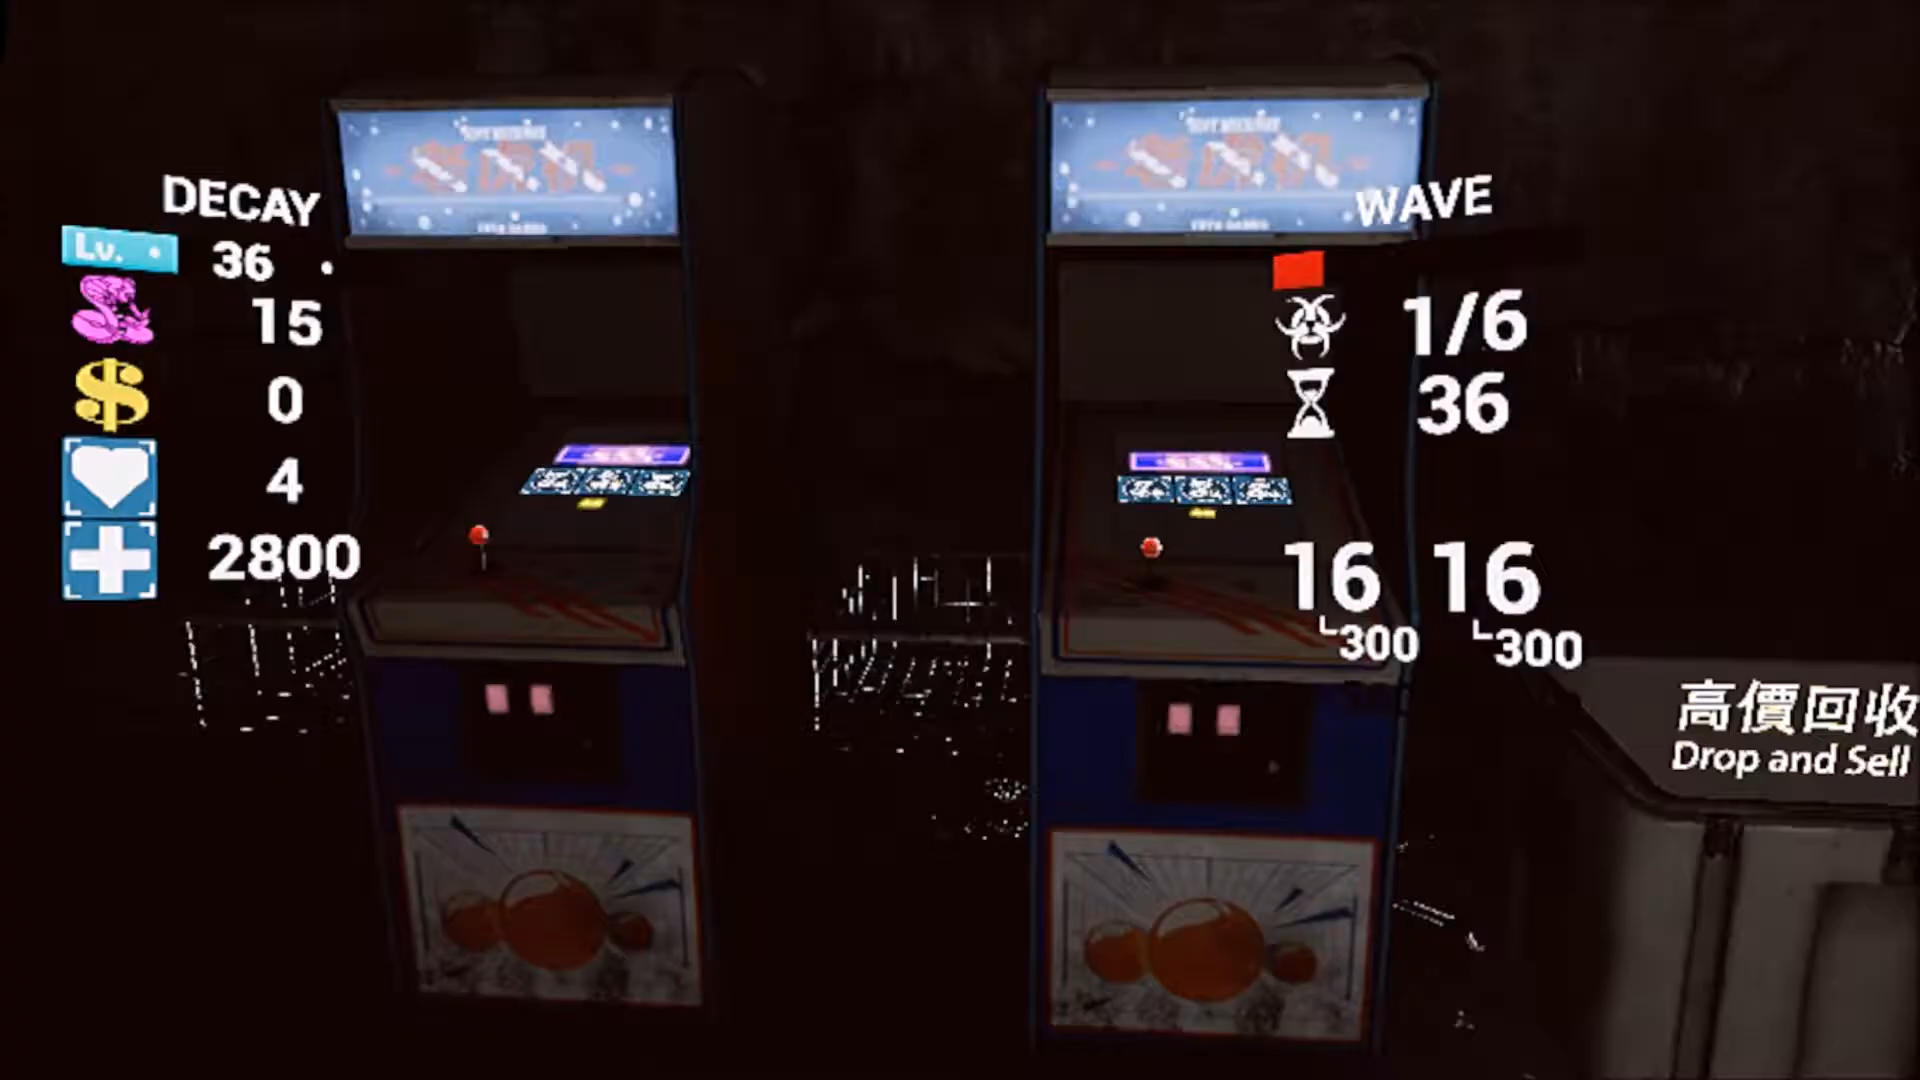 DECAY
Lv.
36
15
0
4
2800
WAVE
1/6
36
16 16
300 300
高價回收
Drop and Sell